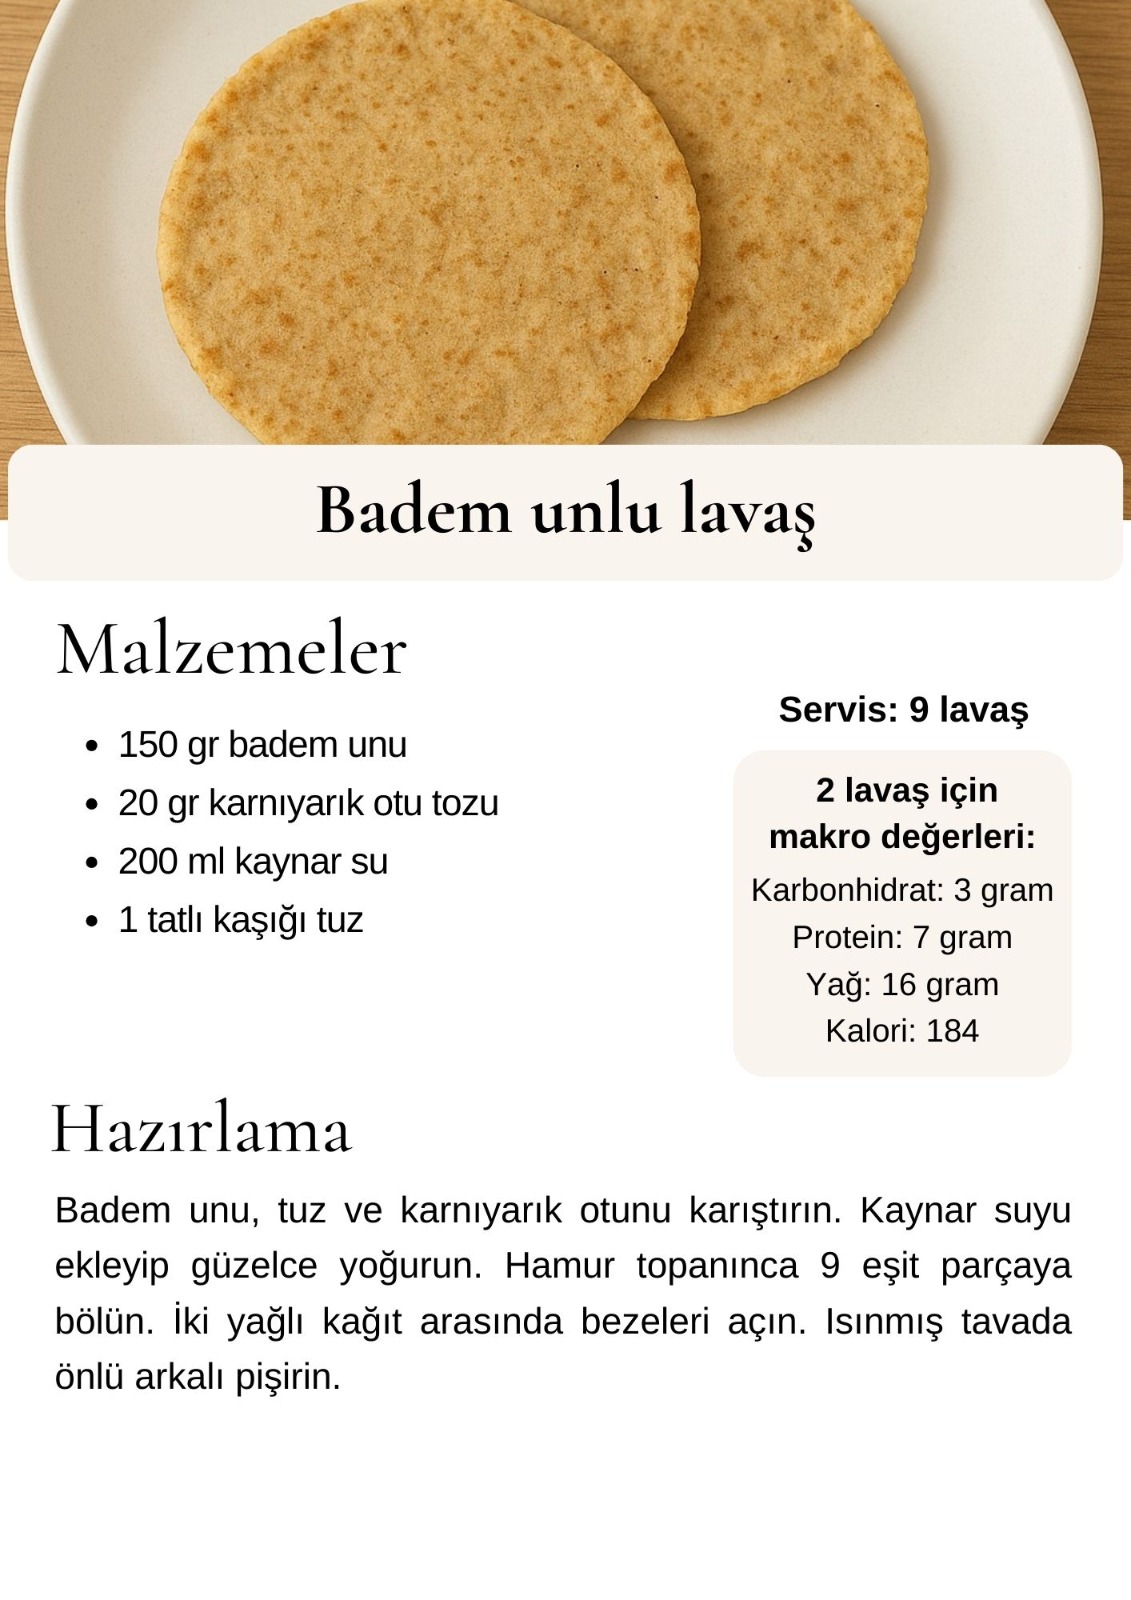 Badem unlu lavaş
Malzemeler
• 150 gr badem unu
• 20 gr karnıyarık otu tozu
• 200 ml kaynar su
• 1 tatlı kaşığı tuz
Servis: 9 lavaş
2 lavaş için
makro değerleri:
Karbonhidrat: 3 gram
Protein: 7 gram
Yağ: 16 gram
Kalori: 184
Hazırlama
Badem unu, tuz ve karnıyarık otunu karıştırın. Kaynar suyu
ekleyip güzelce yoğurun. Hamur topanınca 9 eşit parçaya
bölün. İki yağlı kağıt arasında bezeleri açın. Isınmış tavada
önlü arkalı pişirin.